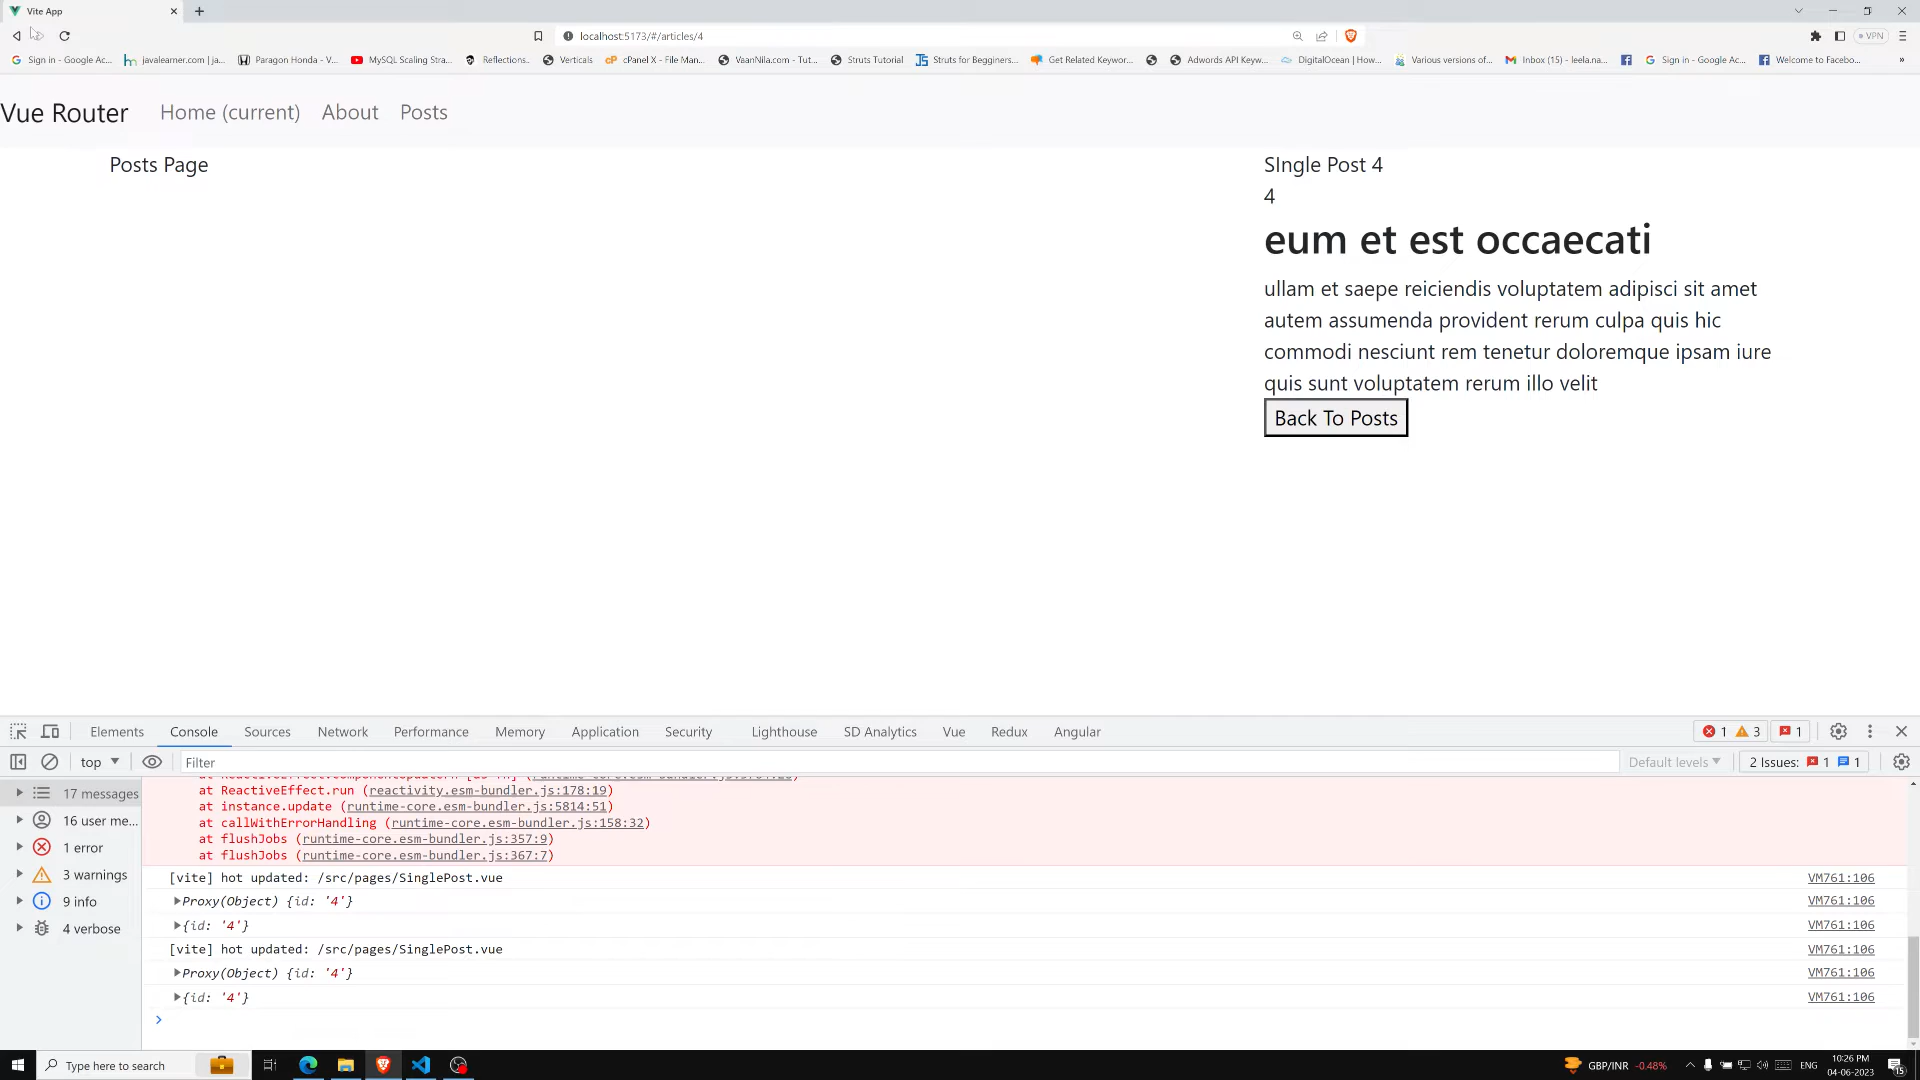 Vite App
localhost:5173/#/articles/4
VPN
Sign in - Google Ac...
javalearner.com | ja...
Paragon Honda - V...
MySQL Scaling Stra...
Reflections..
Verticals
cPanel X - File Man...
VaanNila.com - Tut...
Struts Tutorial
Struts for Begginers...
Get Related Keywor...
Adwords API Keyw...
DigitalOcean | How...
Various versions of...
Inbox (15) - leela.na...
Sign in - Google Ac...
Welcome to Facebo...
»
Vue Router Home (current) About Posts
Posts Page
SIngle Post 4
4
eum et est occaecati
ullam et saepe reiciendis voluptatem adipisci sit amet
autem assumenda provident rerum culpa quis hic
commodi nesciunt rem tenetur doloremque ipsam iure
quis sunt voluptatem rerum illo velit
Back To Posts
Elements Console Sources Network Performance Memory Application Security Lighthouse SD Analytics Vue Redux Angular 1 3 1
top Filter Default levels 2 Issues: 1 1
17 messages
16 user me...
1 error
3 warnings
9 info
4 verbose
at ReactiveEffect.run (reactivity.esm-bundler.js:178:19)
at instance.update (runtime-core.esm-bundler.js:5814:51)
at callWithErrorHandling (runtime-core.esm-bundler.js:158:32)
at flushJobs (runtime-core.esm-bundler.js:357:9)
at flushJobs (runtime-core.esm-bundler.js:367:7)
[vite] hot updated: /src/pages/SinglePost.vue VM761:106
Proxy(Object) {id: '4'} VM761:106
{id: '4'} VM761:106
[vite] hot updated: /src/pages/SinglePost.vue VM761:106
Proxy(Object) {id: '4'} VM761:106
{id: '4'} VM761:106
Type here to search
GBP/INR -0.48%
ENG
10:26 PM
04-06-2023
15